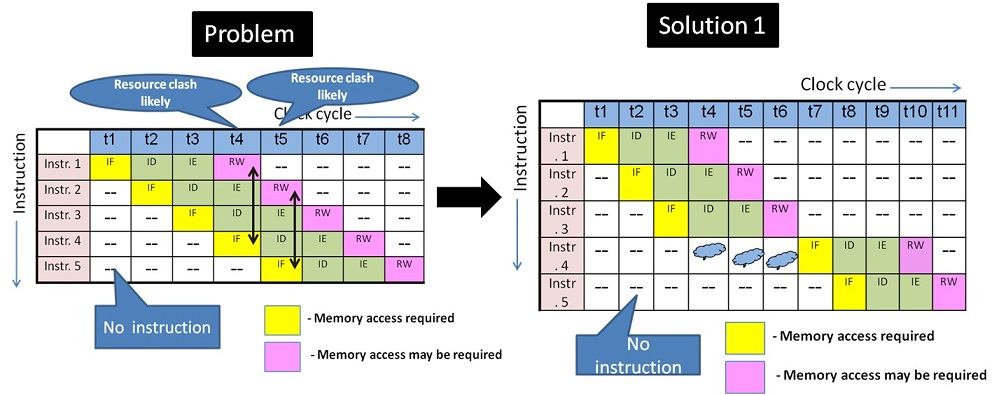 Problem
Solution 1
Resource clash
likely
Resource clash
likely
Clock cycle
Clock cycle
Instruction
t1 t2 t3 t4 t5 t6 t7 t8
Instr. 1 IF ID IE RW -- -- -- --
Instr. 2 -- IF ID IE RW -- -- --
Instr. 3 -- -- IF ID IE RW -- --
Instr. 4 -- -- -- IF ID IE RW --
Instr. 5 -- -- -- -- IF ID IE RW
No instruction
- Memory access required
- Memory access may be required
Instruction
t1 t2 t3 t4 t5 t6 t7 t8 t9 t10 t11
Instr
. 1 IF ID IE RW -- -- -- -- -- -- --
Instr
. 2 -- IF ID IE RW -- -- -- -- -- --
Instr
. 3 -- -- IF ID IE RW -- -- -- -- --
Instr
. 4 -- -- -- IF ID IE RW --
Instr
. 5 -- -- -- -- -- -- -- IF ID IE RW
No
instruction
- Memory access required
- Memory access may be required